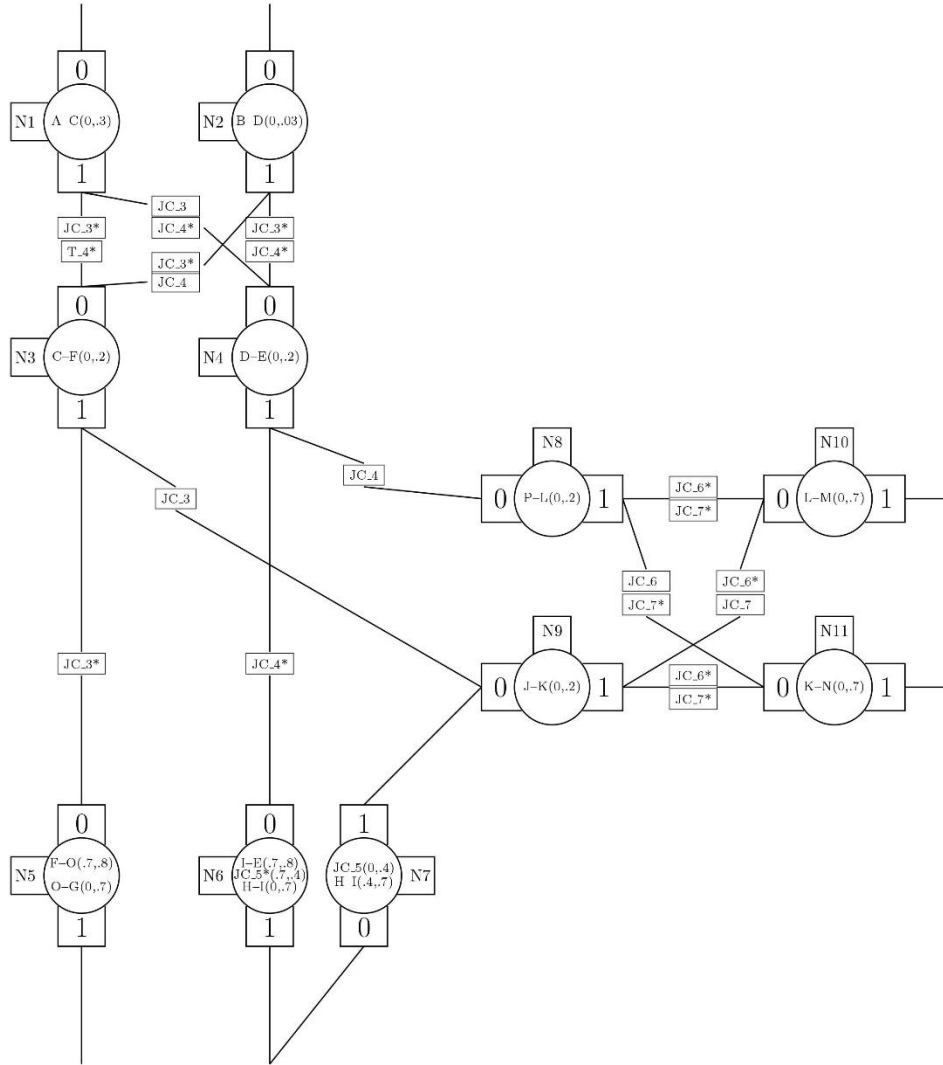 0 0
N1 A C(0,.3) N2 B D(0,.03)
1 1
JC_3
JC_3* JC_4* JC_3*
T_4* JC_4*
JC_3*
JC_4
0 0
N3 C–F(0,.2) N4 D–E(0,.2)
1 1
N8 N10
JC_4
JC_3
0 P–L(0,.2) 1 JC_6* 0 L–M(0,.7) 1
JC_7*
JC_6 JC_6*
JC_7* JC_7
N9 N11
JC_3* JC_4*
0 J–K(0,.2) 1 JC_6* 0 K–N(0,.7) 1
JC_7*
0 0 1
F–O(.7,.8) I–E(.7,.8) JC_5(0,.4)
N5 N6 JC_5*(.7,.4) H I(.4,.7) N7
O–G(0,.7) H–I(0,.7)
1 1 0